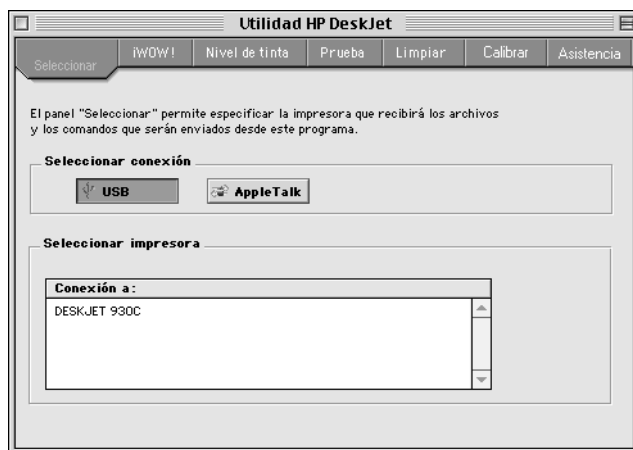 Utilidad HP DeskJet
Seleccionar
¡WOW!
Nivel de tinta
Prueba
Limpiar
Calibrar
Asistencia
El panel "Seleccionar" permite especificar la impresora que recibirá los archivos
y los comandos que serán enviados desde este programa.
Seleccionar conexión
USB
AppleTalk
Seleccionar impresora
Conexión a:
DESKJET 930C